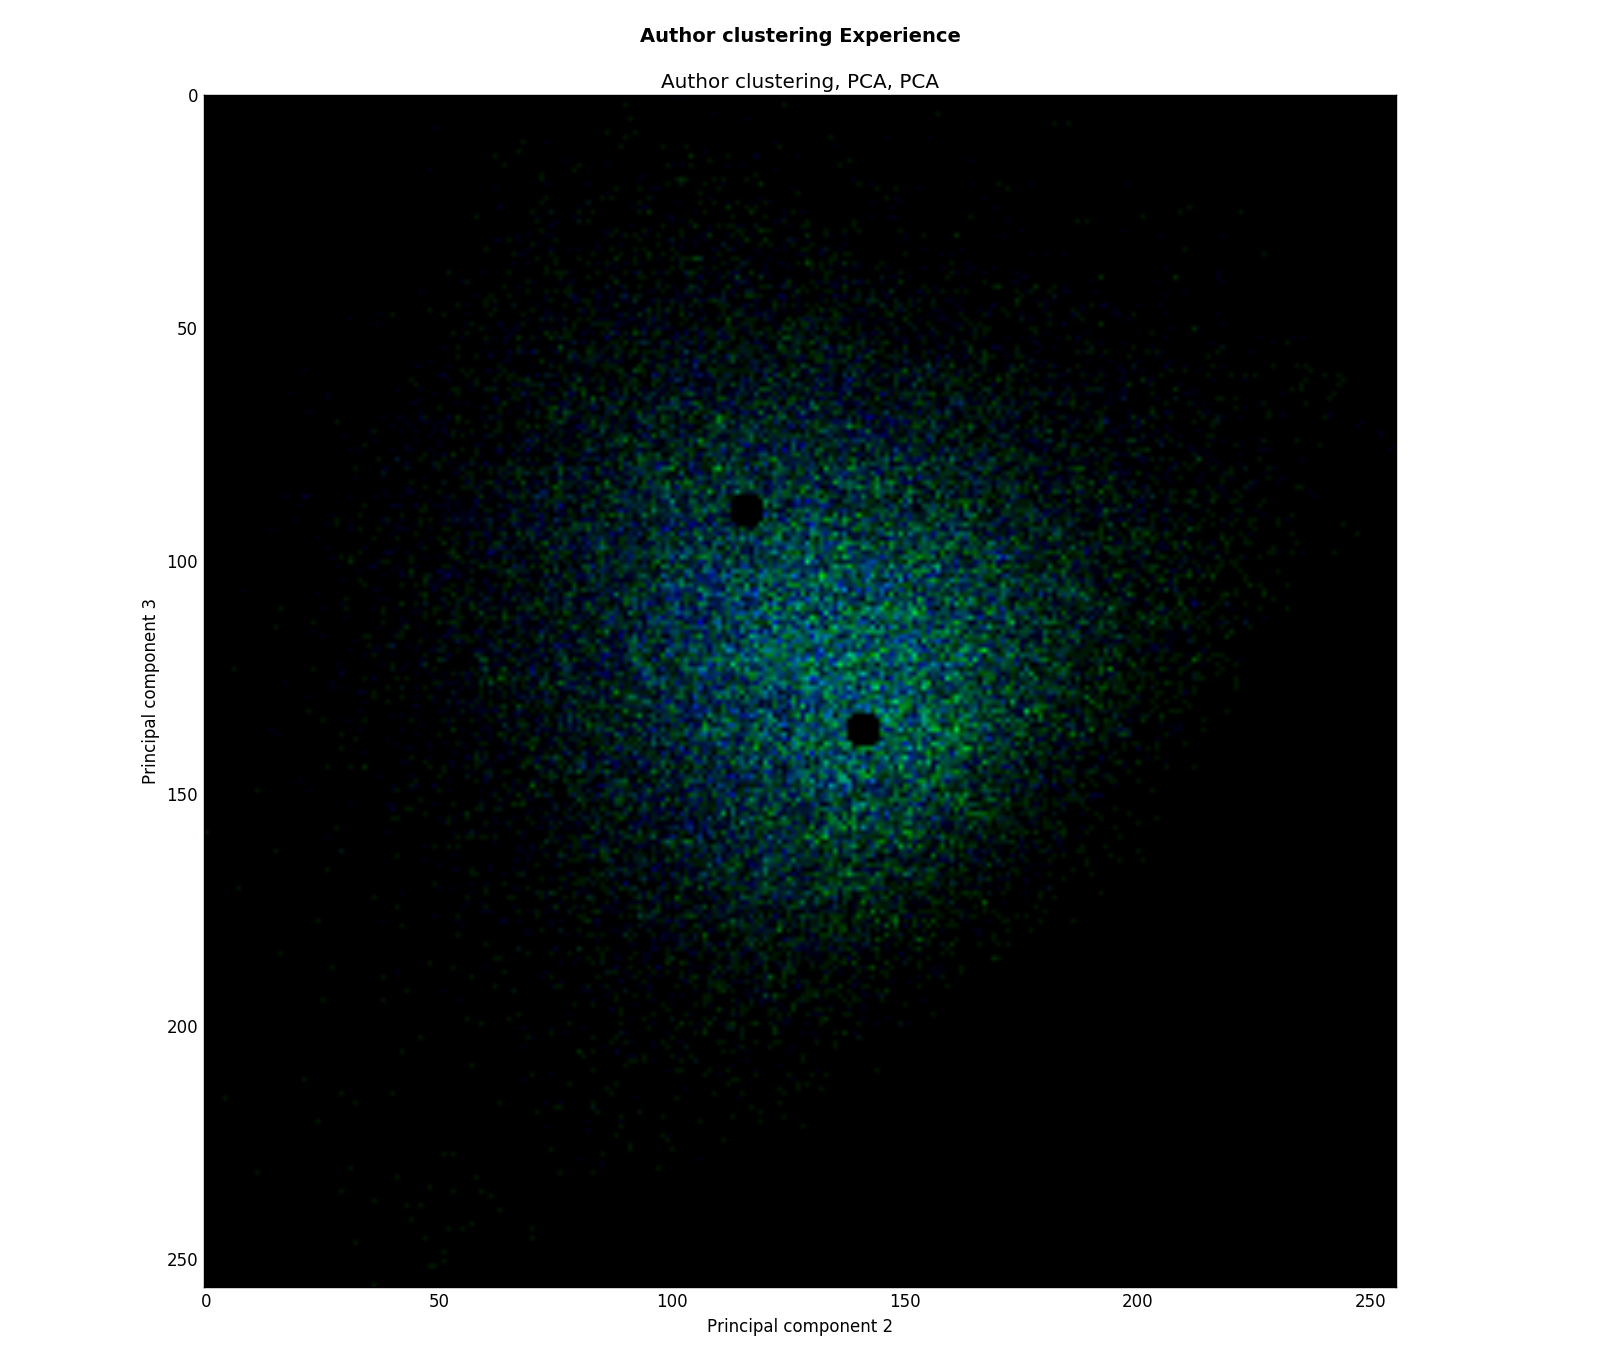 Author clustering Experience
Author clustering, PCA, PCA
0
50
100
150
200
250
Principal component 3
0 50 100 150 200 250
Principal component 2